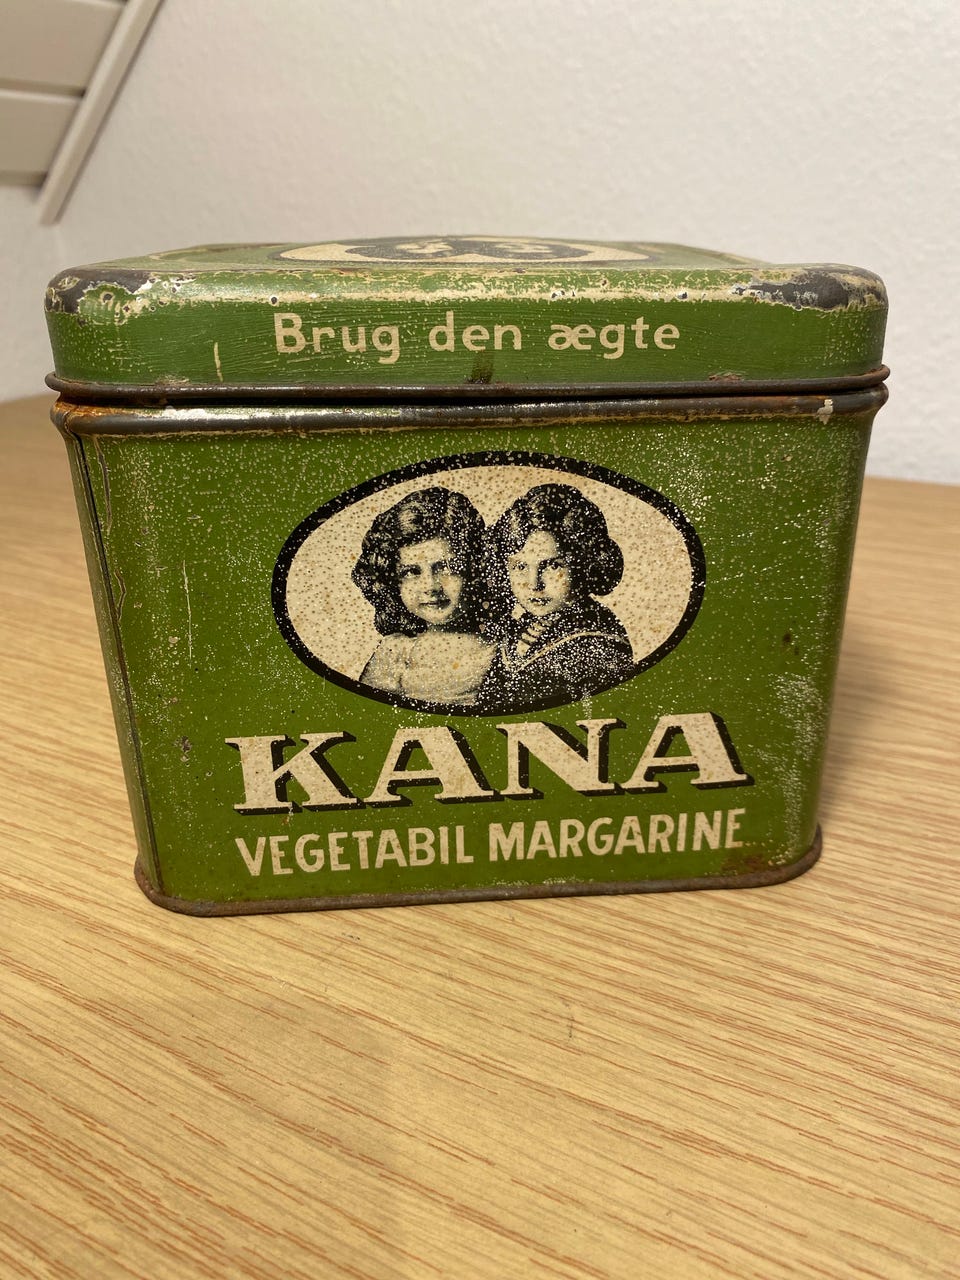 Brug den ægte
KANA
VEGETABIL MARGARINE